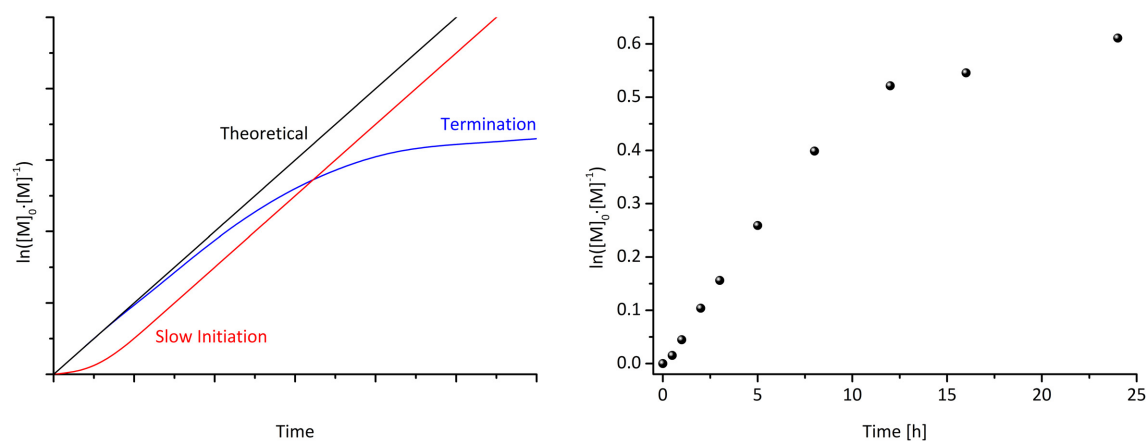 ln([M]₀·[M]⁻¹)
Theoretical
Termination
Slow Initiation
Time
ln([M]₀·[M]⁻¹)
0.6
0.5
0.4
0.3
0.2
0.1
0.0
0
5
10
15
20
25
Time [h]